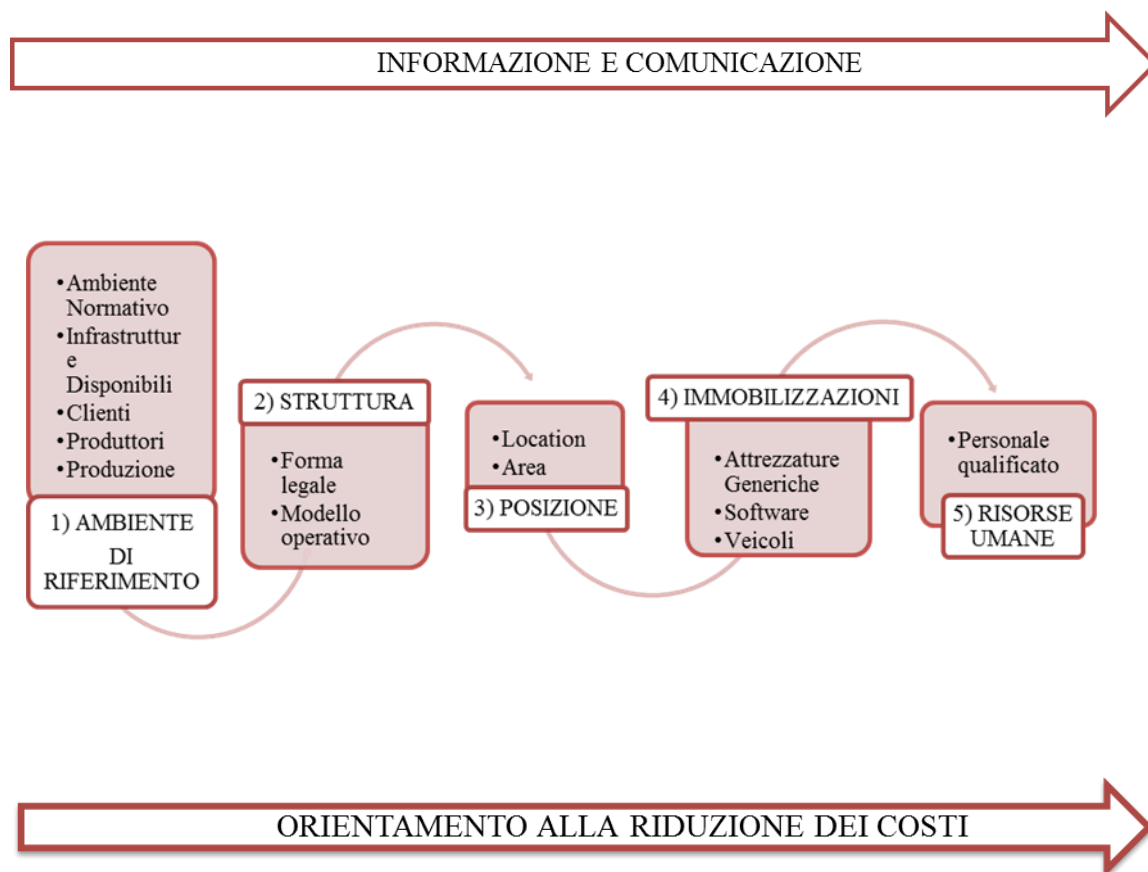 INFORMAZIONE E COMUNICAZIONE
•Ambiente
Normativo
•Infrastruttur
e
Disponibili
•Clienti
•Produttori
•Produzione
1) AMBIENTE
DI
RIFERIMENTO
2) STRUTTURA
•Forma
legale
•Modello
operativo
•Location
•Area
3) POSIZIONE
4) IMMOBILIZZAZIONI
•Attrezzature
Generiche
•Software
•Veicoli
•Personale
qualificato
5) RISORSE
UMANE
ORIENTAMENTO ALLA RIDUZIONE DEI COSTI